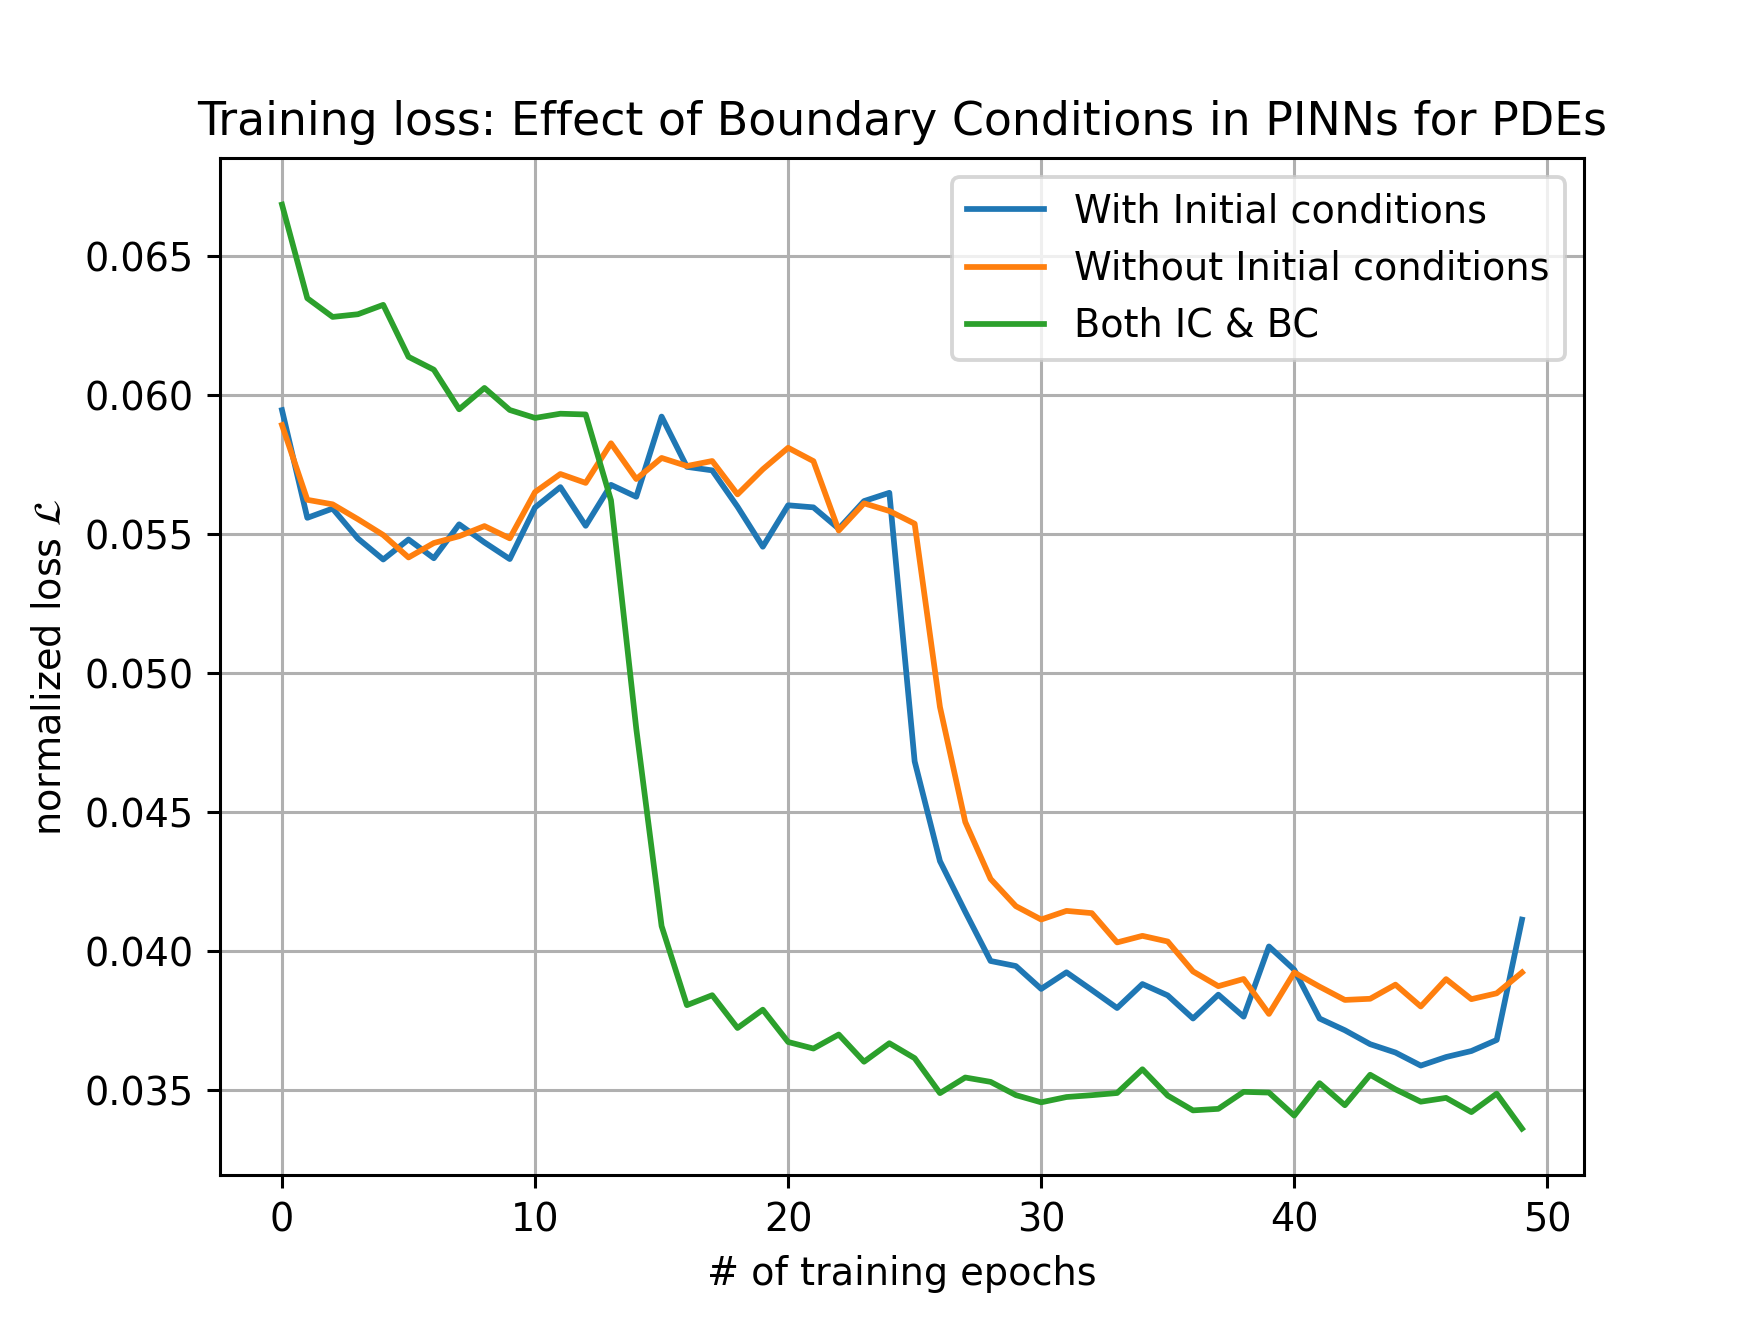 Training loss: Effect of Boundary Conditions in PINNs for PDEs
With Initial conditions
Without Initial conditions
Both IC & BC
normalized loss ℒ
0.065
0.060
0.055
0.050
0.045
0.040
0.035
0 10 20 30 40 50
# of training epochs